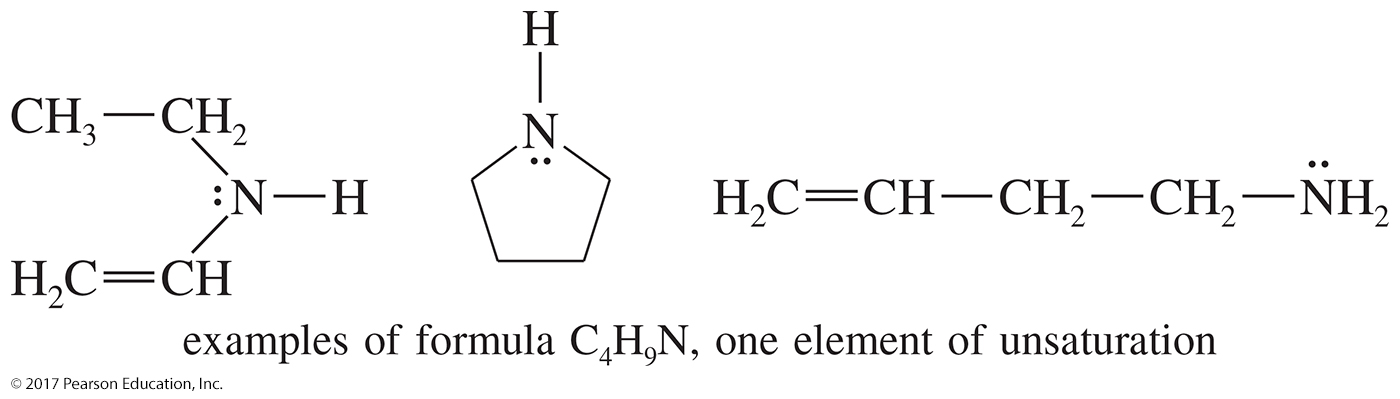 H
CH₃—CH₂
N
:N—H
H₂C=CH—CH₂—CH₂—N̈H₂
H₂C=CH
examples of formula C₄H₉N, one element of unsaturation
© 2017 Pearson Education, Inc.